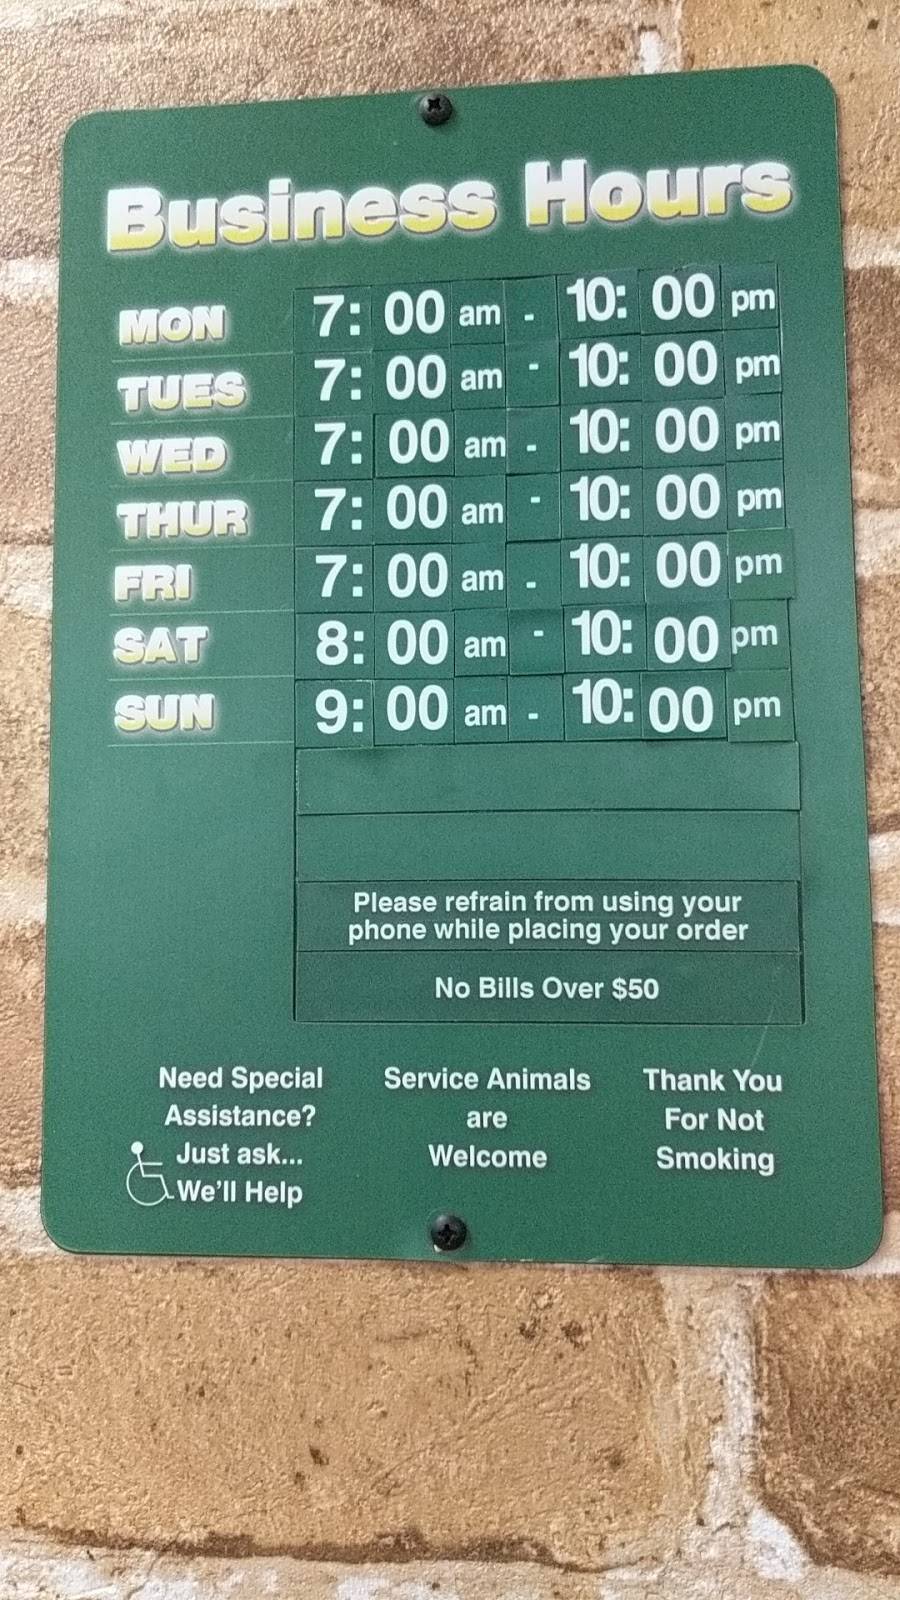 Business Hours
MON 7: 00 am - 10: 00 pm
TUES 7: 00 am - 10: 00 pm
WED 7: 00 am - 10: 00 pm
THUR 7: 00 am - 10: 00 pm
FRI 7: 00 am - 10: 00 pm
SAT 8: 00 am - 10: 00 pm
SUN 9: 00 am - 10: 00 pm
Please refrain from using your
phone while placing your order
No Bills Over $50
Need Special
Assistance?
Just ask...
We'll Help
Service Animals
are
Welcome
Thank You
For Not
Smoking